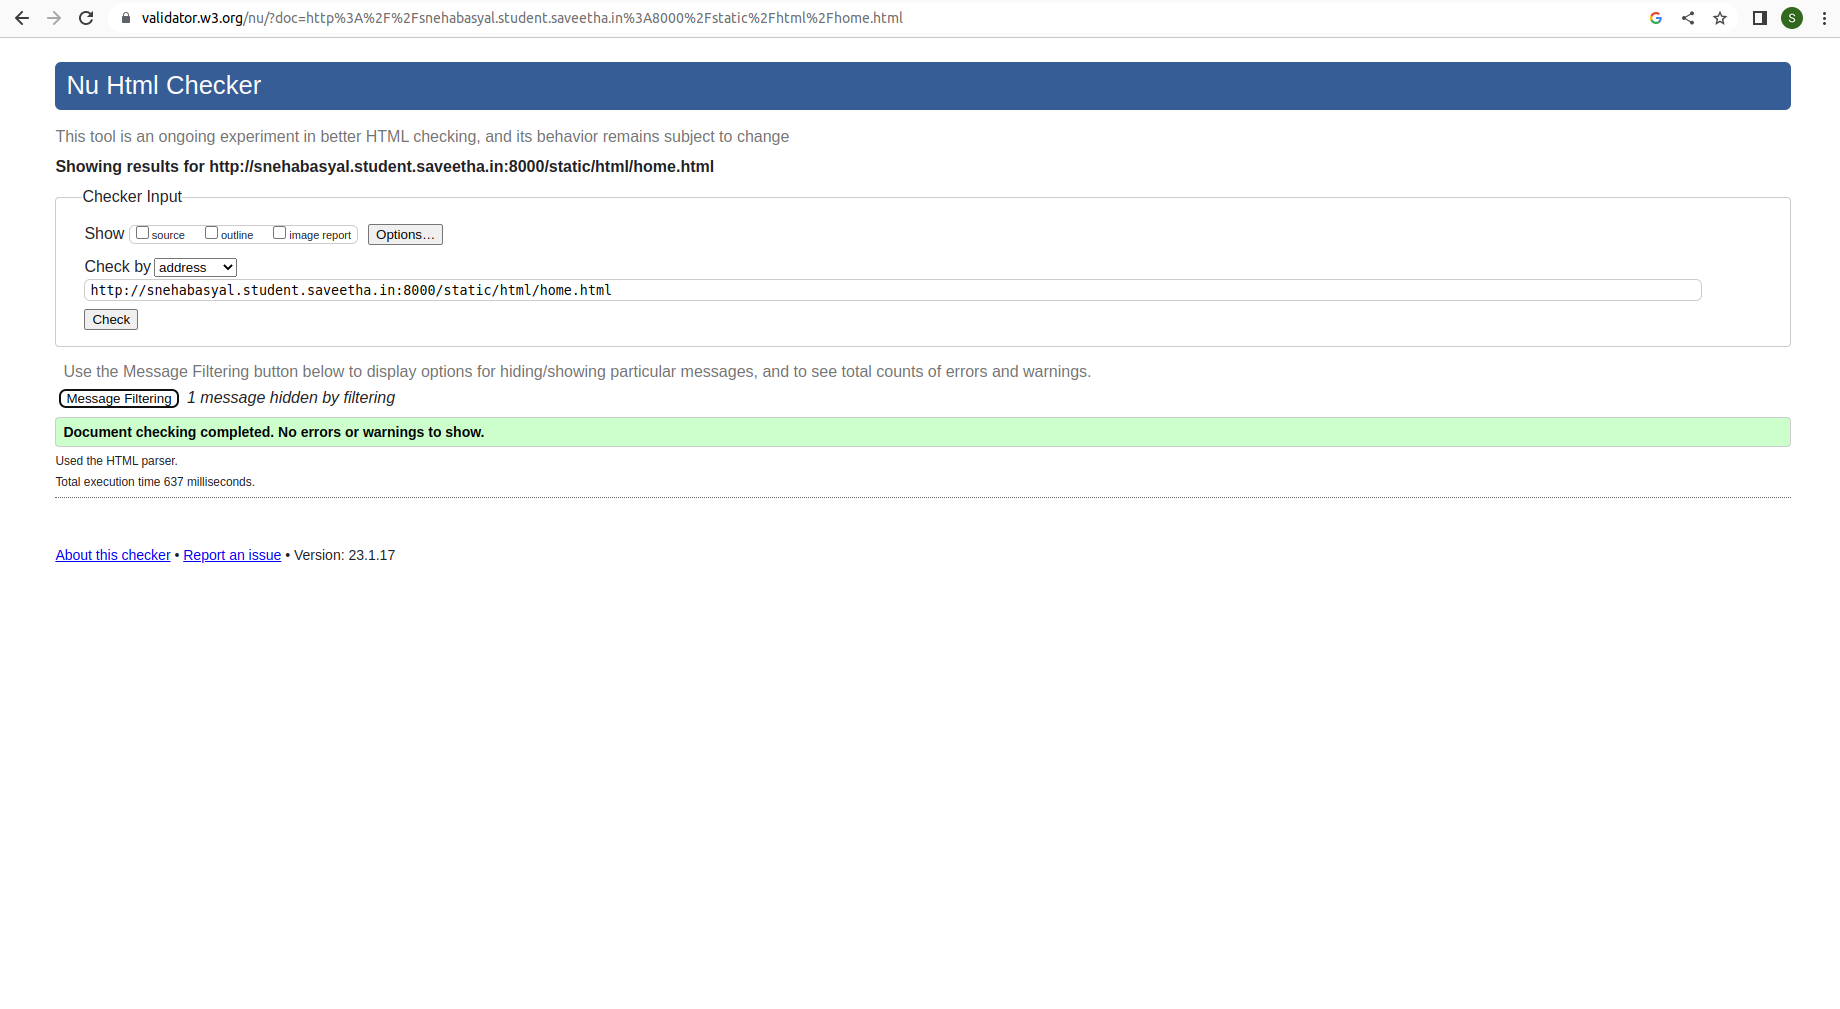 validator.w3.org/nu/?doc=http%3A%2F%2Fsnehabasyal.student.saveetha.in%3A8000%2Fstatic%2Fhtml%2Fhome.html
S
Nu Html Checker
This tool is an ongoing experiment in better HTML checking, and its behavior remains subject to change
Showing results for http://snehabasyal.student.saveetha.in:8000/static/html/home.html
Checker Input
Show source outline image report Options...
Check by address
http://snehabasyal.student.saveetha.in:8000/static/html/home.html
Check
Use the Message Filtering button below to display options for hiding/showing particular messages, and to see total counts of errors and warnings.
Message Filtering 1 message hidden by filtering
Document checking completed. No errors or warnings to show.
Used the HTML parser.
Total execution time 637 milliseconds.
About this checker • Report an issue • Version: 23.1.17